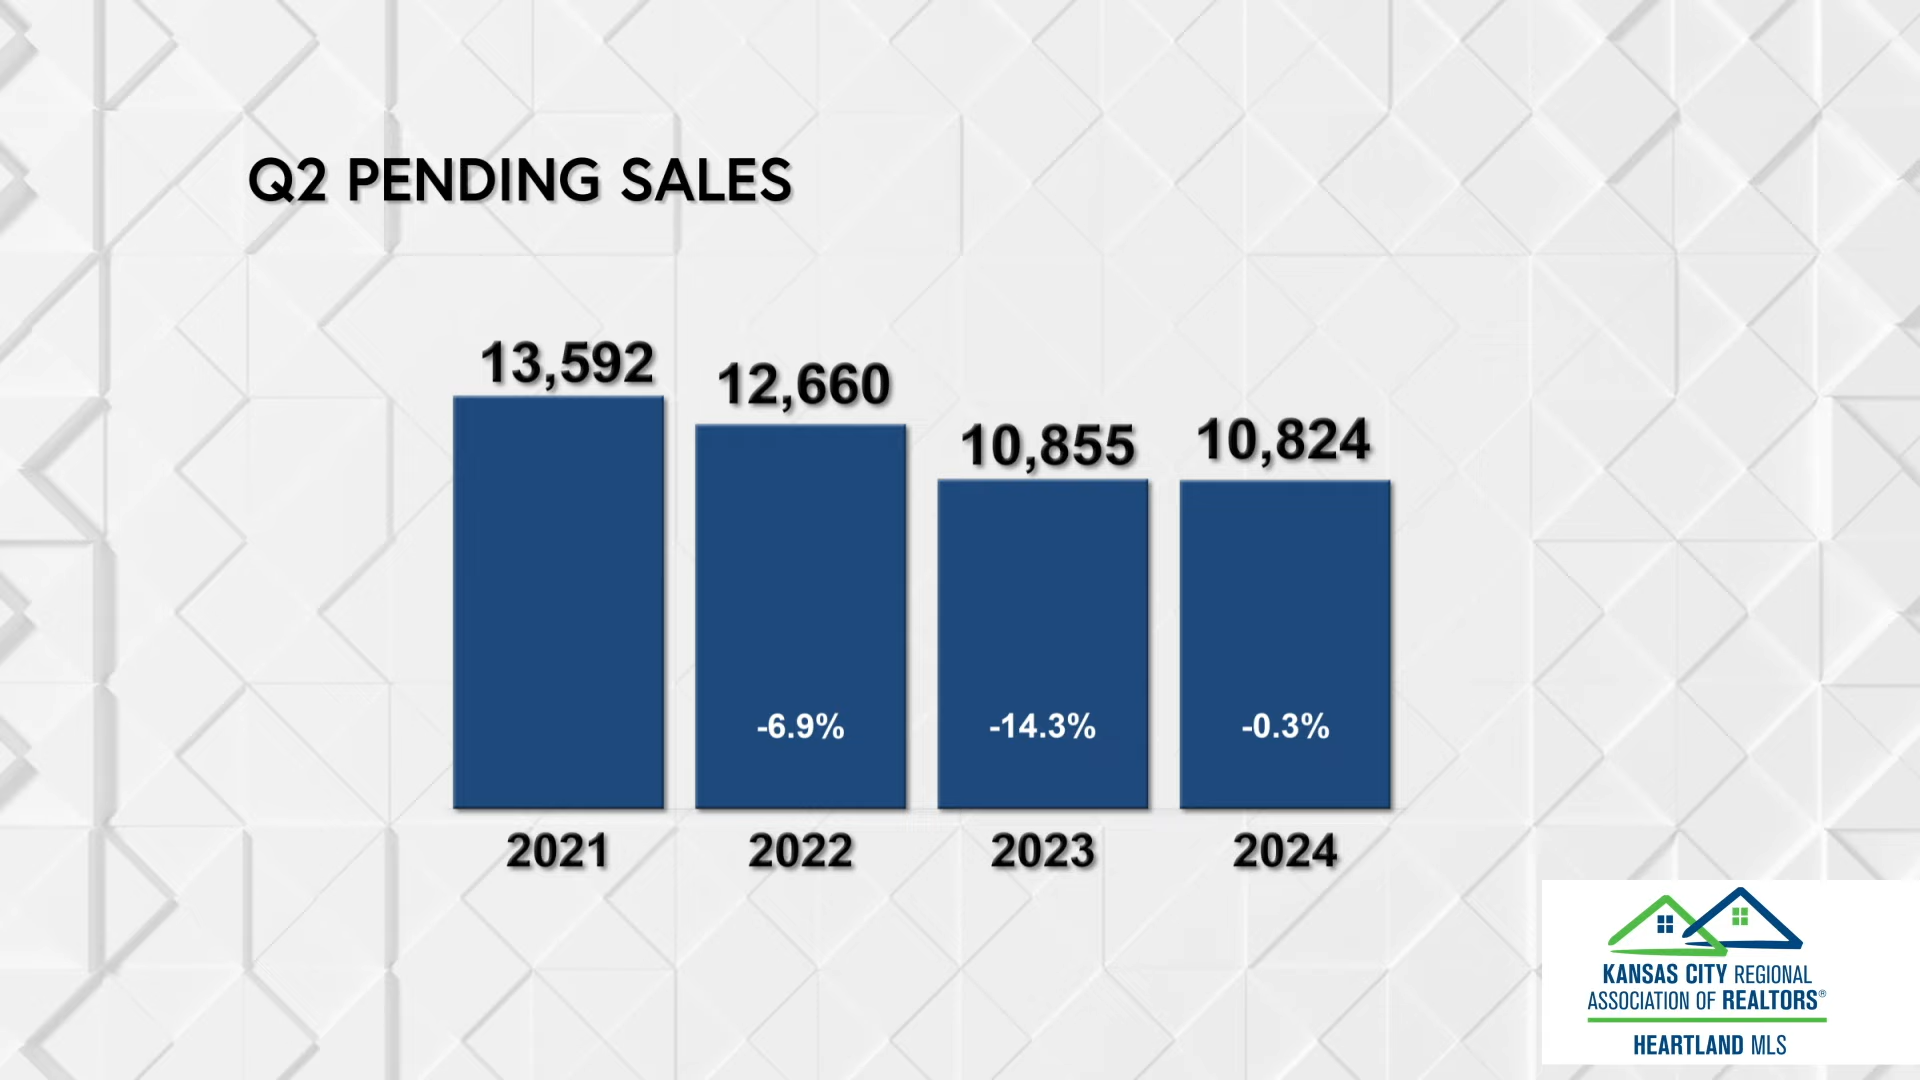 Q2 PENDING SALES
13,592
12,660
10,855
10,824
-6.9%
-14.3%
-0.3%
2021
2022
2023
2024
KANSAS CITY REGIONAL
ASSOCIATION OF REALTORS®
HEARTLAND MLS